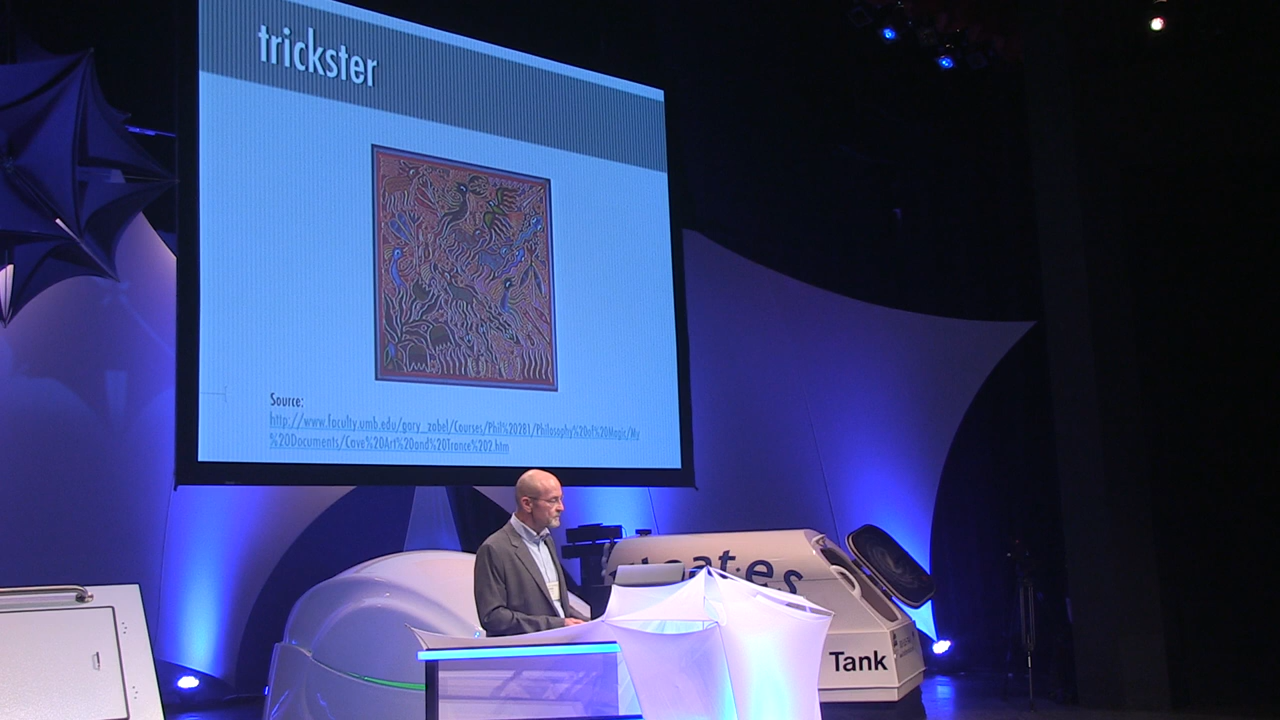 trickster
Source:
http://www.faculty.umb.edu/gary_zabel/Courses/Phil%20281/Philosophy%20of%20Magic/My
%20Documents/Cave%20Art%20and%20Trance%202.htm
Tank